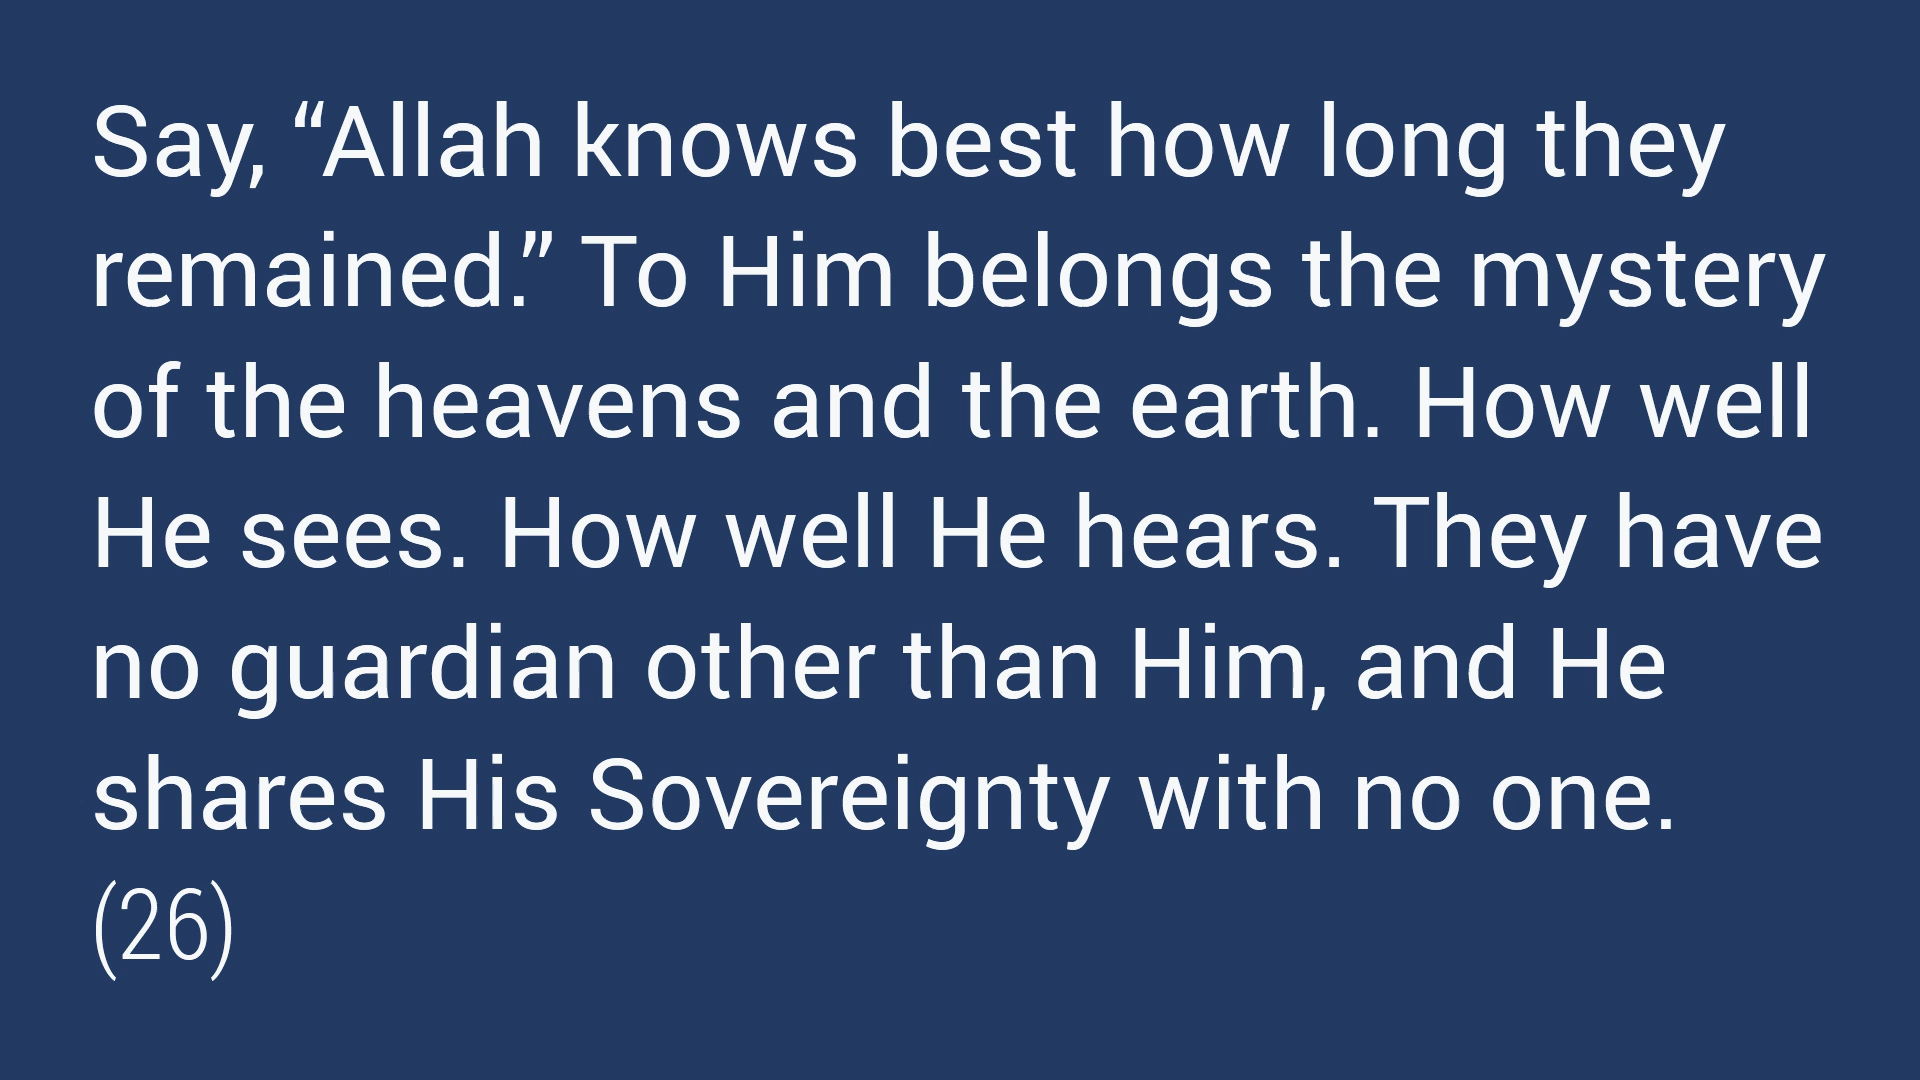 Say, “Allah knows best how long they
remained.” To Him belongs the mystery
of the heavens and the earth. How well
He sees. How well He hears. They have
no guardian other than Him, and He
shares His Sovereignty with no one.
(26)